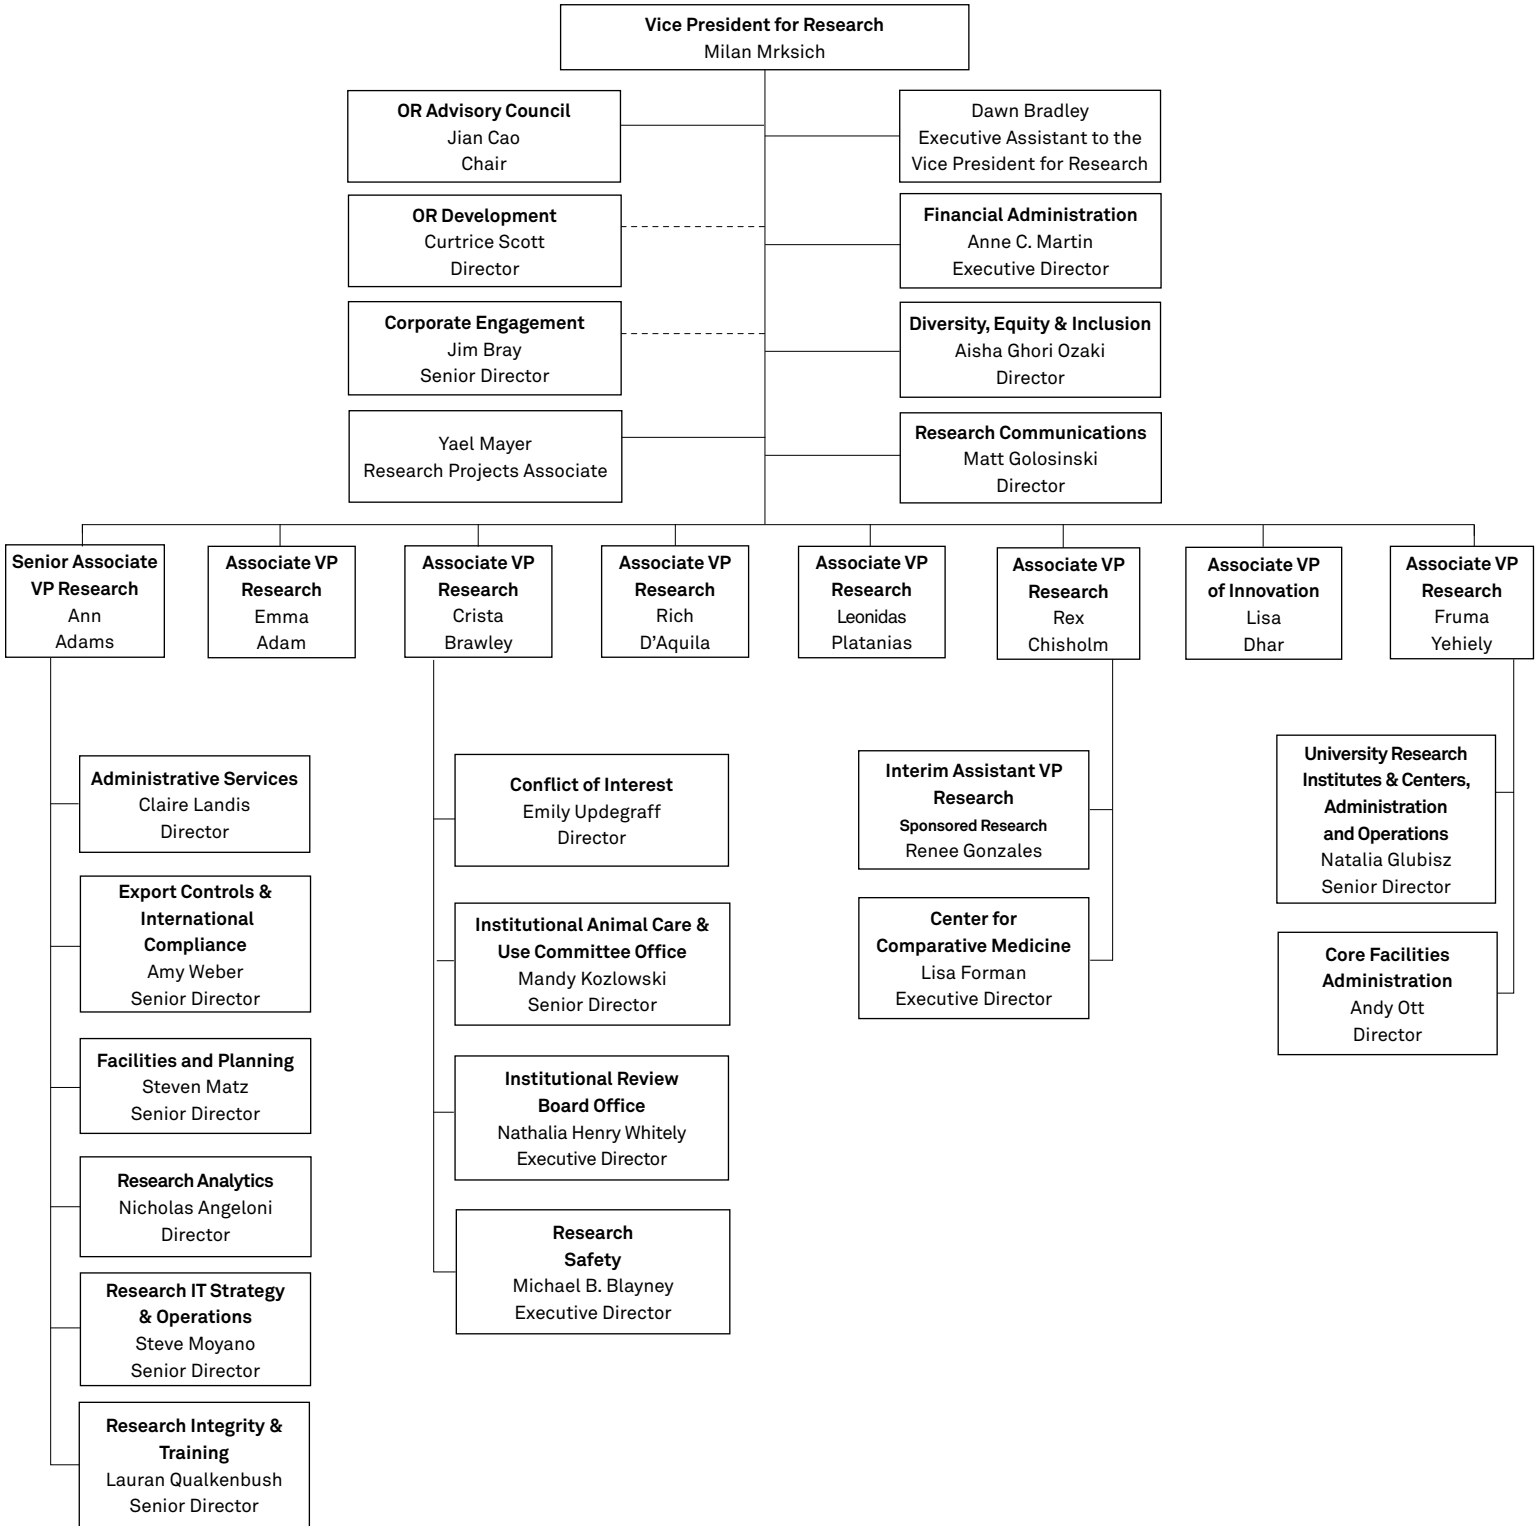 Vice President for Research
Milan Mrksich
OR Advisory Council
Jian Cao
Chair
Dawn Bradley
Executive Assistant to the
Vice President for Research
OR Development
Curtrice Scott
Director
Financial Administration
Anne C. Martin
Executive Director
Corporate Engagement
Jim Bray
Senior Director
Diversity, Equity & Inclusion
Aisha Ghori Ozaki
Director
Yael Mayer
Research Projects Associate
Research Communications
Matt Golosinski
Director
Senior Associate
VP Research
Ann
Adams
Associate VP
Research
Emma
Adam
Associate VP
Research
Crista
Brawley
Associate VP
Research
Rich
D’Aquila
Associate VP
Research
Leonidas
Platanias
Associate VP
Research
Rex
Chisholm
Associate VP
of Innovation
Lisa
Dhar
Associate VP
Research
Fruma
Yehiely
Administrative Services
Claire Landis
Director
Export Controls &
International
Compliance
Amy Weber
Senior Director
Facilities and Planning
Steven Matz
Senior Director
Research Analytics
Nicholas Angeloni
Director
Research IT Strategy
& Operations
Steve Moyano
Senior Director
Research Integrity &
Training
Lauran Qualkenbush
Senior Director
Conflict of Interest
Emily Updegraff
Director
Institutional Animal Care &
Use Committee Office
Mandy Kozlowski
Senior Director
Institutional Review
Board Office
Nathalia Henry Whitely
Executive Director
Research
Safety
Michael B. Blayney
Executive Director
Interim Assistant VP
Research
Sponsored Research
Renee Gonzales
Center for
Comparative Medicine
Lisa Forman
Executive Director
University Research
Institutes & Centers,
Administration
and Operations
Natalia Glubisz
Senior Director
Core Facilities
Administration
Andy Ott
Director